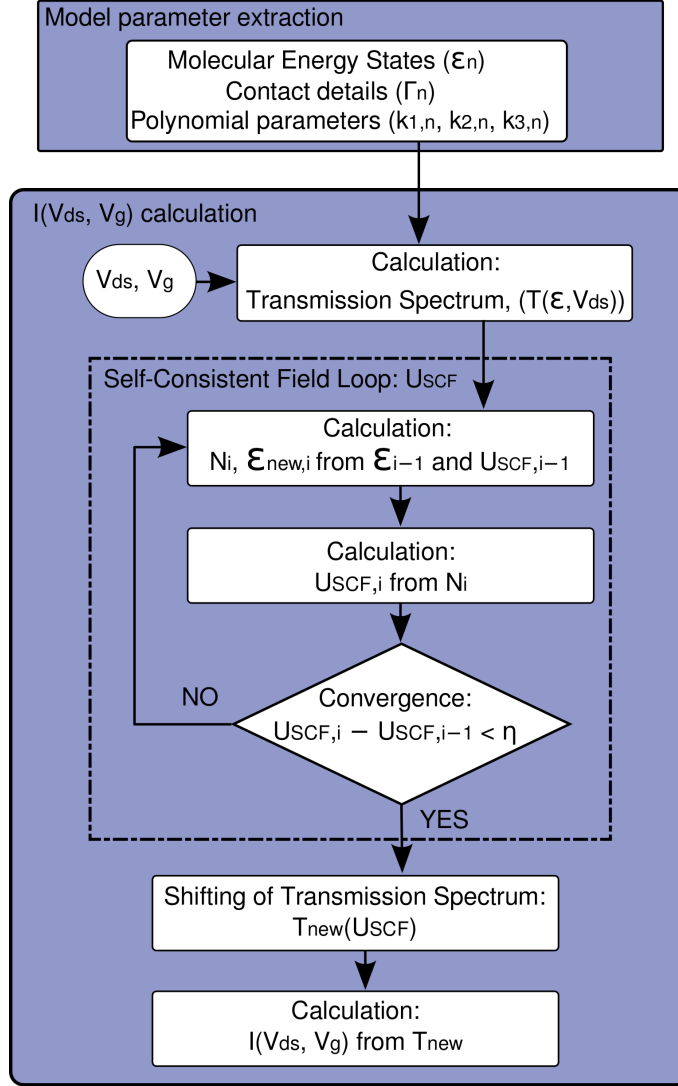 Model parameter extraction
Molecular Energy States (εn)
Contact details (Γn)
Polynomial parameters (k1,n, k2,n, k3,n)
I(Vds, Vg) calculation
Vds, Vg
Calculation:
Transmission Spectrum, (T(ε,Vds))
Self-Consistent Field Loop: USCF
Calculation:
Ni, εnew,i from εi−1 and USCF,i−1
Calculation:
USCF,i from Ni
NO
Convergence:
USCF,i − USCF,i−1 < η
YES
Shifting of Transmission Spectrum:
Tnew(USCF)
Calculation:
I(Vds, Vg) from Tnew